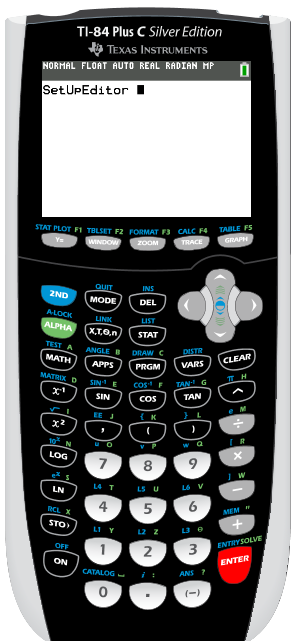 TI-84 Plus C Silver Edition
TEXAS INSTRUMENTS
NORMAL FLOAT AUTO REAL RADIAN MP
SetUpEditor
STAT PLOT F1 TBLSET F2 FORMAT F3 CALC F4 TABLE F5
Y= WINDOW ZOOM TRACE GRAPH
QUIT INS
2ND MODE DEL
A-LOCK LINK LIST
ALPHA X,T,Θ,n STAT
TEST A ANGLE B DRAW C DISTR
MATH APPS PRGM VARS CLEAR
MATRIX D SIN⁻¹ E COS⁻¹ F TAN⁻¹ G π H
x⁻¹ SIN COS TAN ^
√ I EE J { K } L e M
x² , ( ) ÷
10ˣ N u O v P w Q [ R
LOG 7 8 9 ×
eˣ S L4 T L5 U L6 V ] W
LN 4 5 6 −
RCL X L1 Y L2 Z L3 θ MEM "
STO› 1 2 3 +
OFF CATALOG ⎵ i : ANS ? ENTRY SOLVE
ON 0 . (−) ENTER